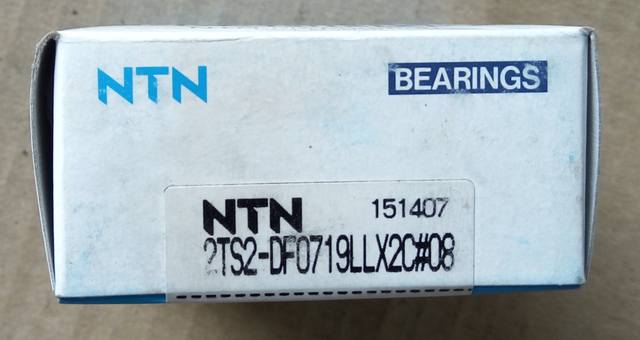 NTN BEARINGS
NTN 151407
2TS2-DF0719LLX2C#08